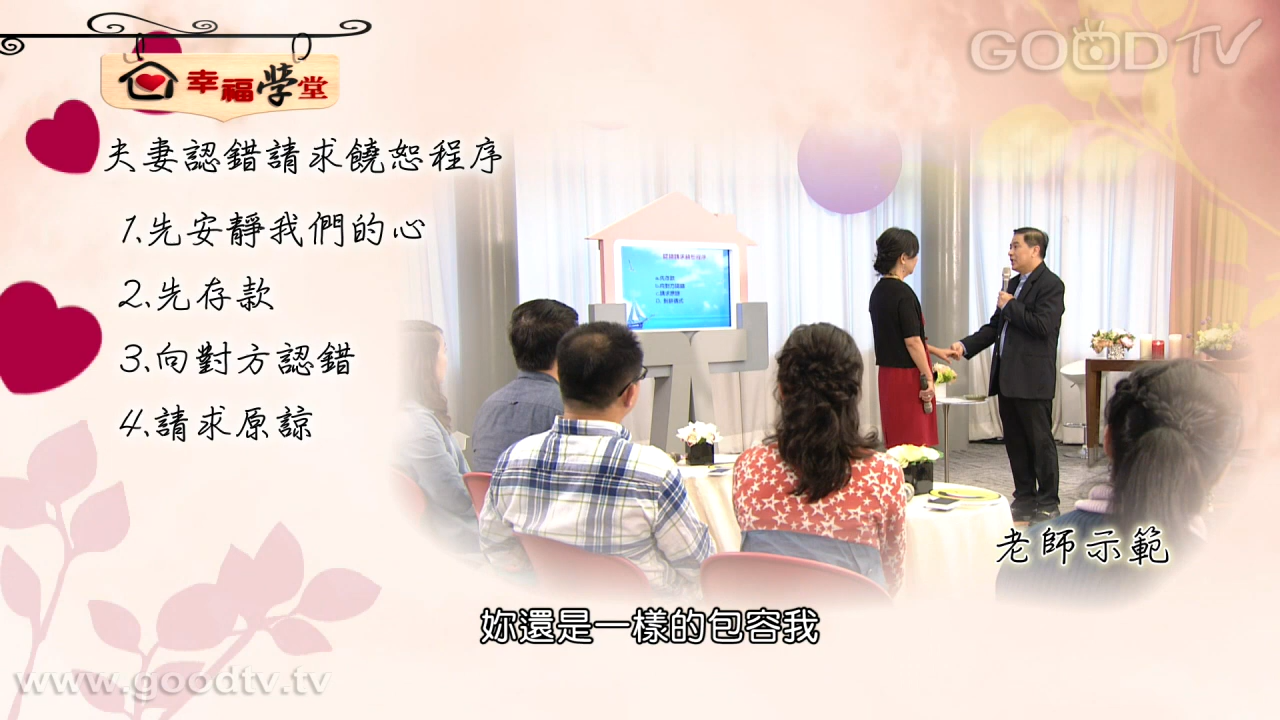 GOOD TV
幸福學堂
夫妻認錯請求饒恕程序
1.先安靜我們的心
2.先存款
3.向對方認錯
4.請求原諒
老師示範
妳還是一樣的包容我
www.goodtv.tv